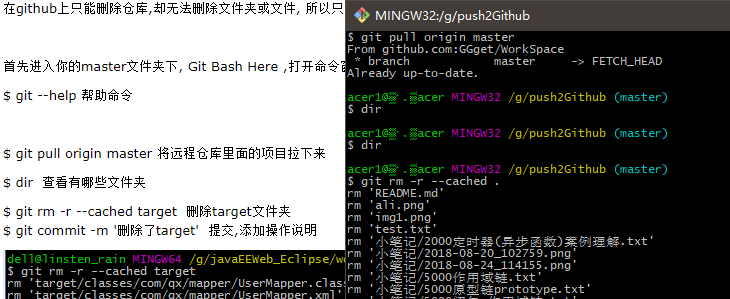 在github上只能删除仓库,却无法删除文件夹或文件, 所以只
首先进入你的master文件夹下, Git Bash Here ,打开命令
$ git --help 帮助命令
$ git pull origin master 将远程仓库里面的项目拉下来
$ dir 查看有哪些文件夹
$ git rm -r --cached target 删除target文件夹
$ git commit -m '删除了target' 提交,添加操作说明
dell@linsten_rain MINGW64 /g/javaEEWeb_Eclipse/w
$ git rm -r --cached target
rm 'target/classes/com/qx/mapper/UserMapper.clas
rm 'target/classes/com/qx/mapper/UserMapper.xml'
MINGW32:/g/push2Github
$ git pull origin master
From github.com:GGget/WorkSpace
* branch master -> FETCH_HEAD
Already up-to-date.
acer1@ . acer MINGW32 /g/push2Github (master)
$ dir
acer1@ . acer MINGW32 /g/push2Github (master)
$ dir
acer1@ . acer MINGW32 /g/push2Github (master)
$ git rm -r --cached .
rm 'README.md'
rm 'ali.png'
rm 'img1.png'
rm 'test.txt'
rm '小笔记/2000定时器(异步函数)案例理解.txt'
rm '小笔记/2018-08-20_102759.png'
rm '小笔记/2018-08-24_114155.png'
rm '小笔记/5000作用域链.txt'
rm '小笔记/5000原型链prototype.txt'